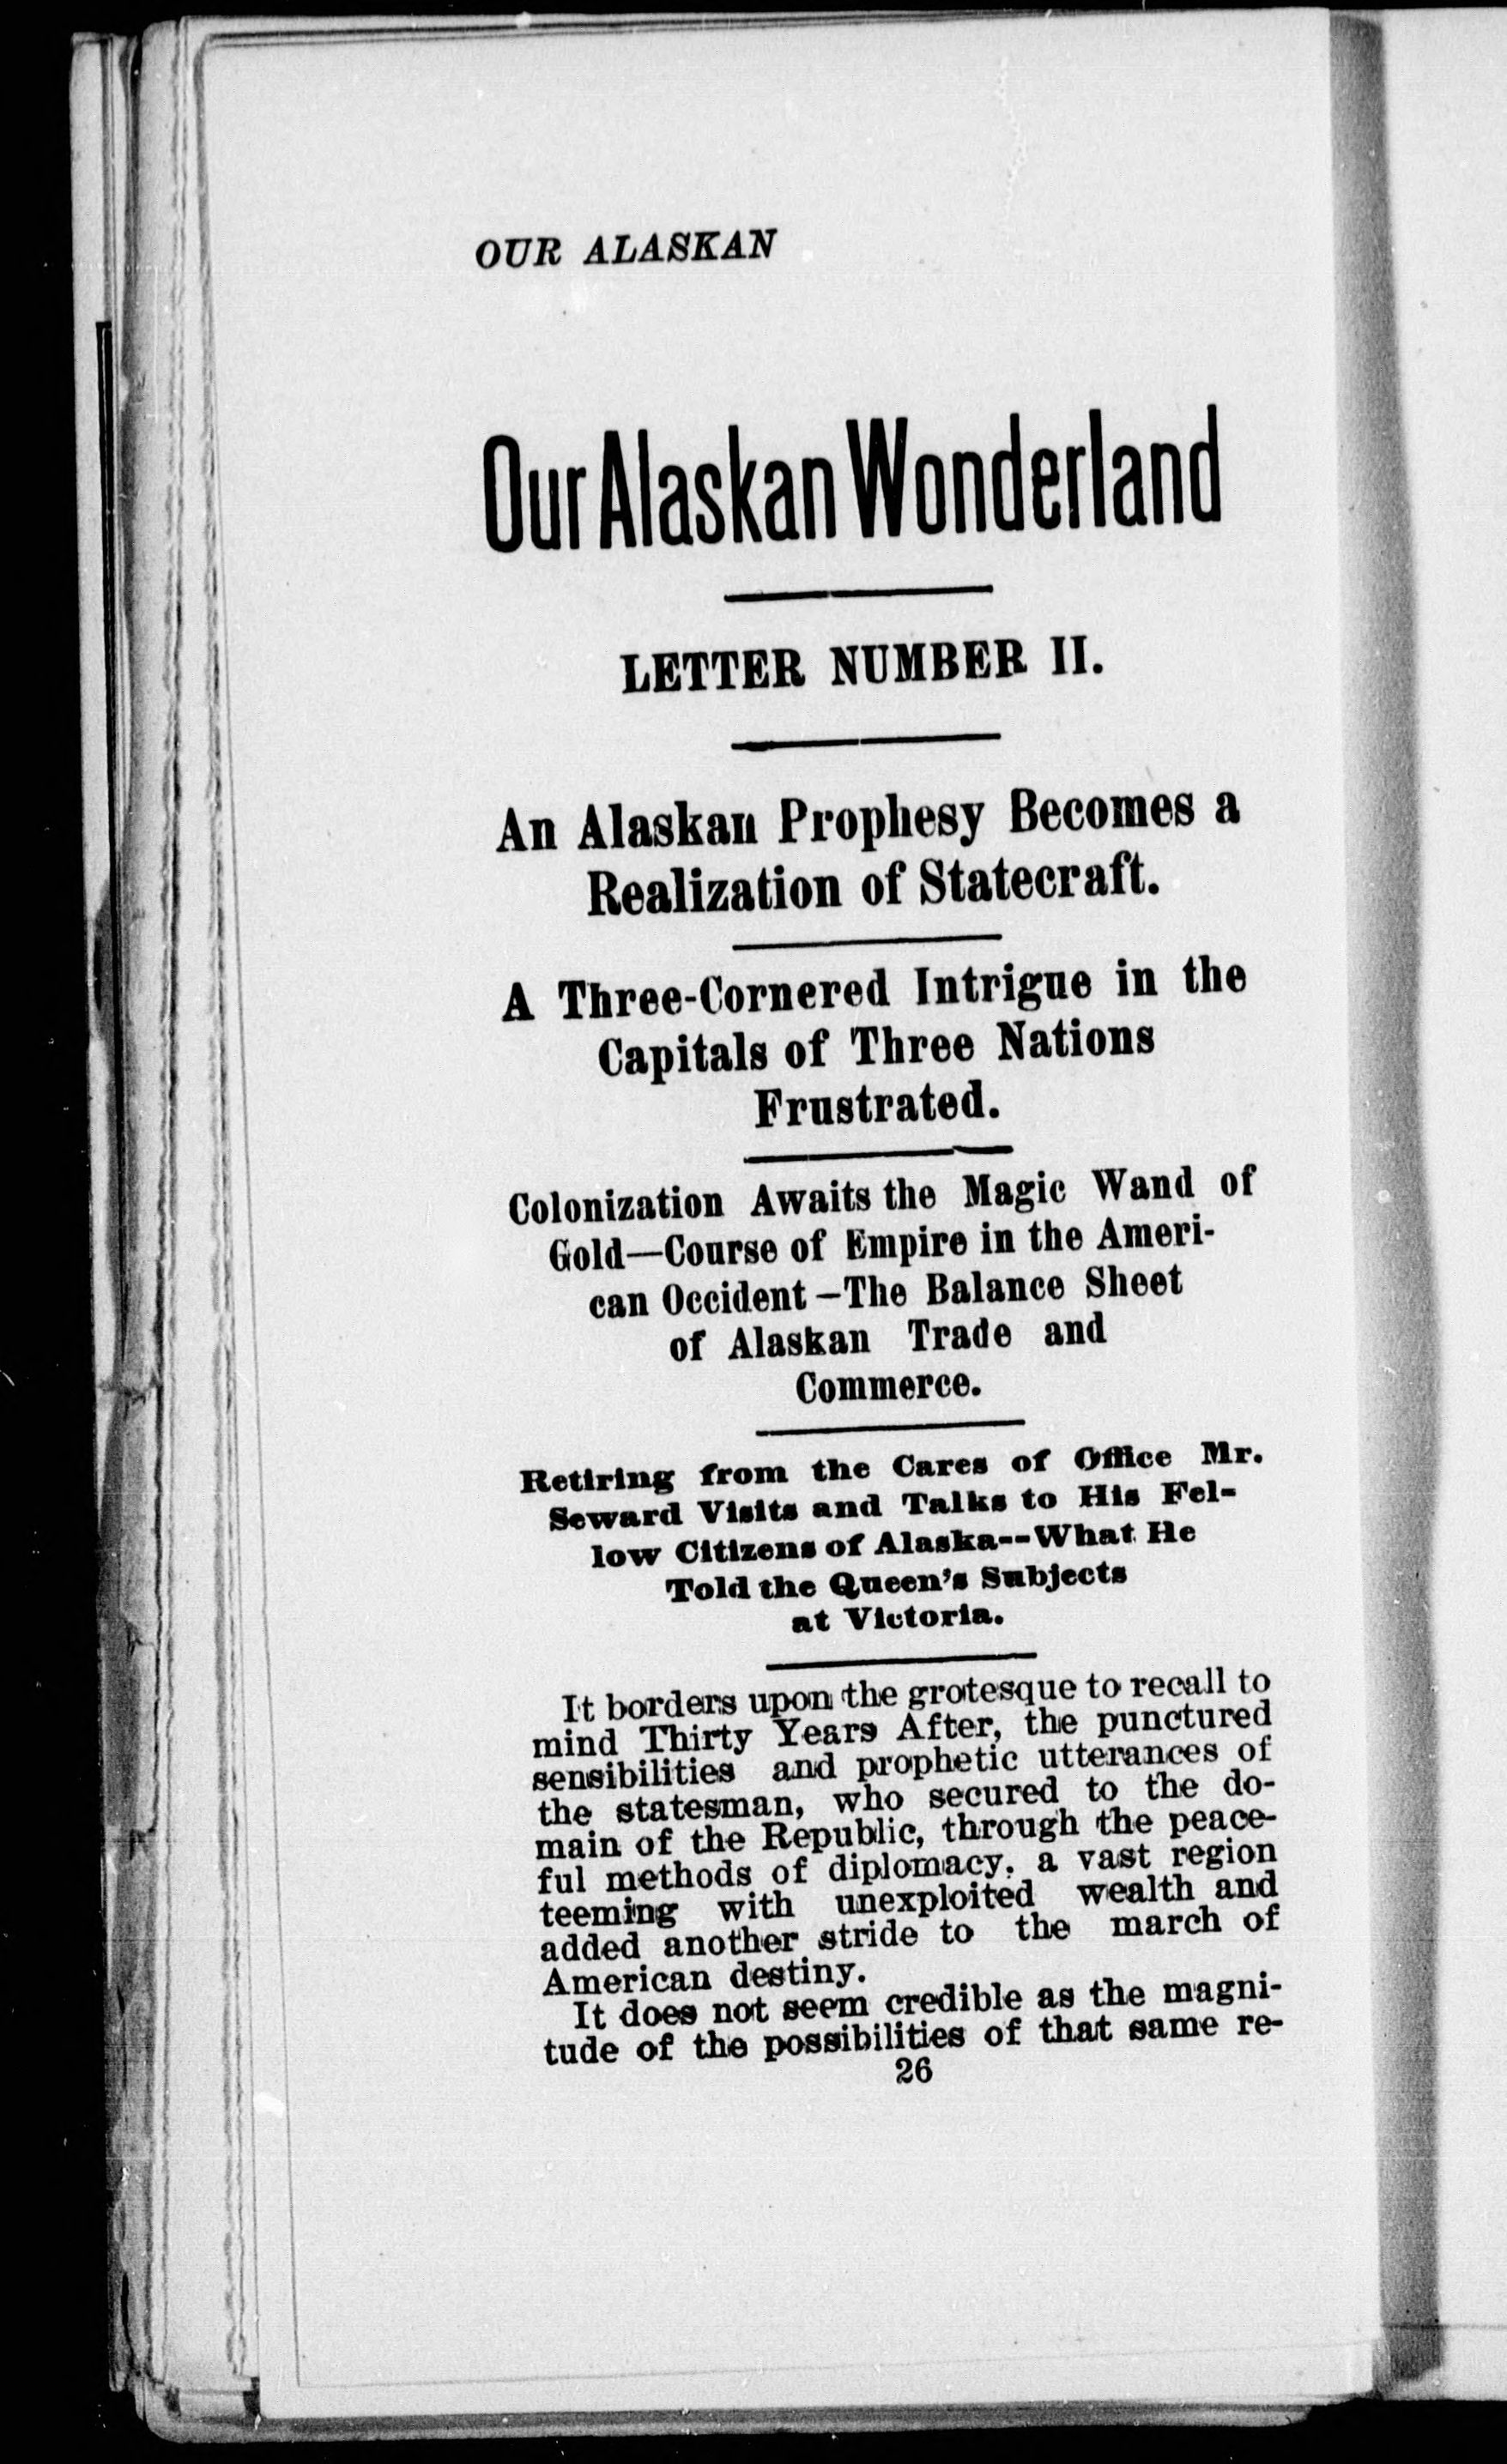 OUR ALASKAN
Our Alaskan Wonderland
LETTER NUMBER II.
An Alaskan Prophesy Becomes a
Realization of Statecraft.
A Three-Cornered Intrigue in the
Capitals of Three Nations
Frustrated.
Colonization Awaits the Magic Wand of
Gold—Course of Empire in the Ameri-
can Occident—The Balance Sheet
of Alaskan Trade and
Commerce.
Retiring from the Cares of Office Mr.
Seward Visits and Talks to His Fel-
low Citizens of Alaska--What He
Told the Queen's Subjects
at Victoria.
It borders upon the grotesque to recall to
mind Thirty Years After, the punctured
sensibilities and prophetic utterances of
the statesman, who secured to the do-
main of the Republic, through the peace-
ful methods of diplomacy, a vast region
teeming with unexploited wealth and
added another stride to the march of
American destiny.
It does not seem credible as the magni-
tude of the possibilities of that same re-
26